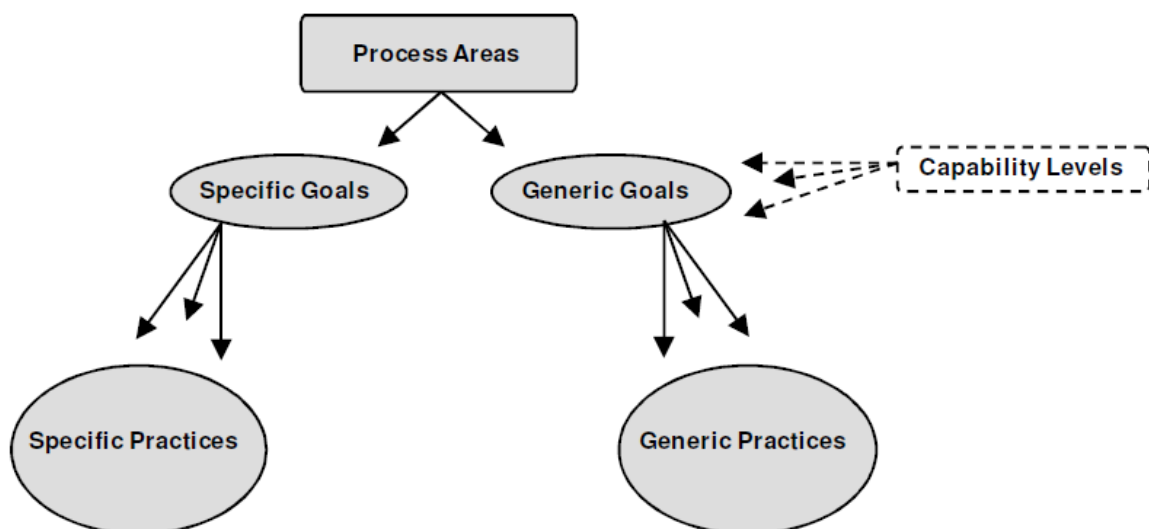 Process Areas
Specific Goals
Generic Goals
Capability Levels
Specific Practices
Generic Practices